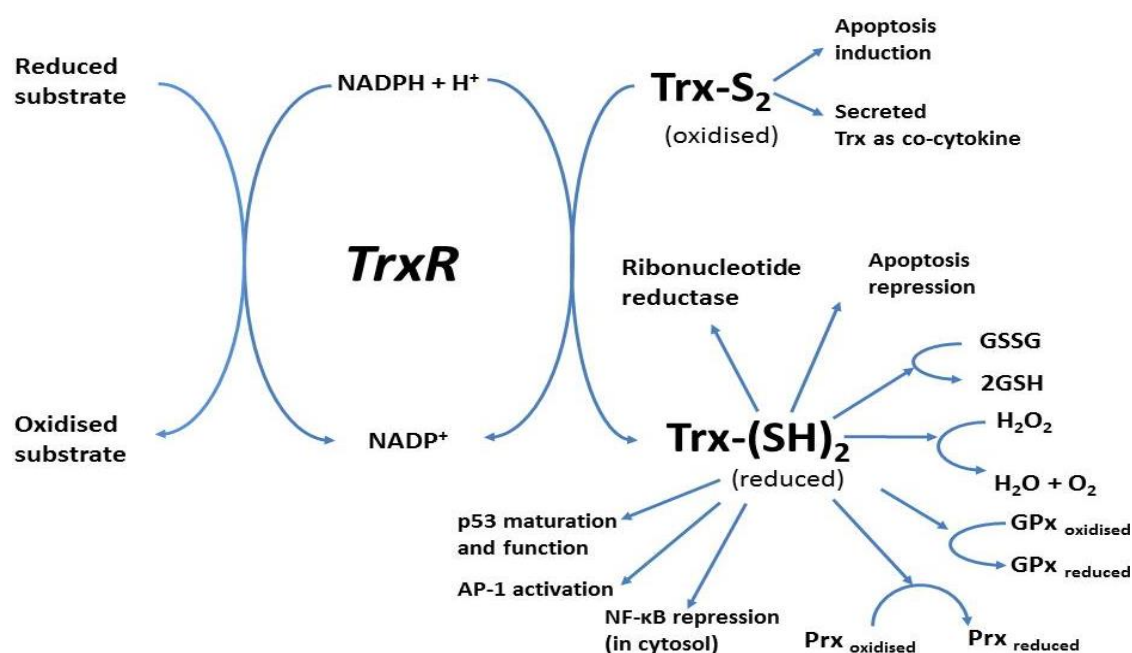 Reduced
substrate
NADPH + H⁺
Trx-S₂
(oxidised)
Apoptosis
induction
Secreted
Trx as co-cytokine
TrxR
Ribonucleotide
reductase
Apoptosis
repression
GSSG
2GSH
Oxidised
substrate
NADP⁺
Trx-(SH)₂
(reduced)
H₂O₂
H₂O + O₂
p53 maturation
and function
AP-1 activation
NF-κB repression
(in cytosol)
GPx oxidised
GPx reduced
Prx oxidised
Prx reduced